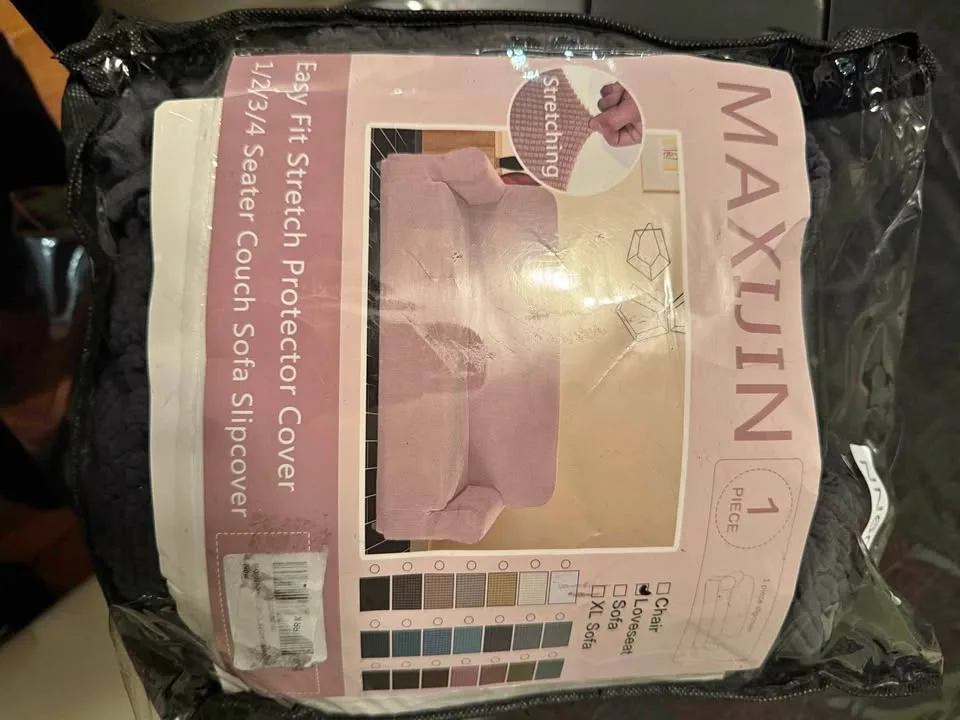 MAXIJIN
1
PIECE
Stretching
Chair
Loveseat
Sofa
XL Sofa
Easy Fit Stretch Protector Cover
1/2/3/4 Seater Couch Sofa Slipcover